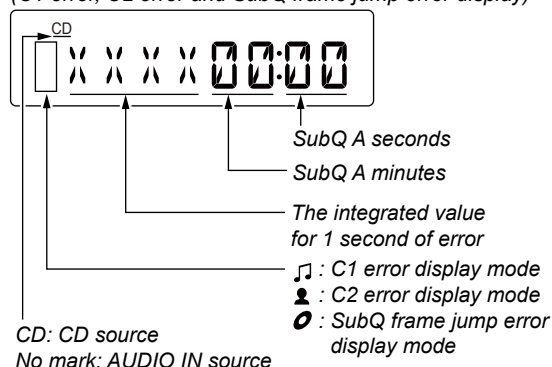 (C1 error, C2 error and SubQ frame jump error display)
CD
X X X X 00:00
SubQ A seconds
SubQ A minutes
The integrated value
for 1 second of error
: C1 error display mode
: C2 error display mode
: SubQ frame jump error
display mode
CD: CD source
No mark: AUDIO IN source